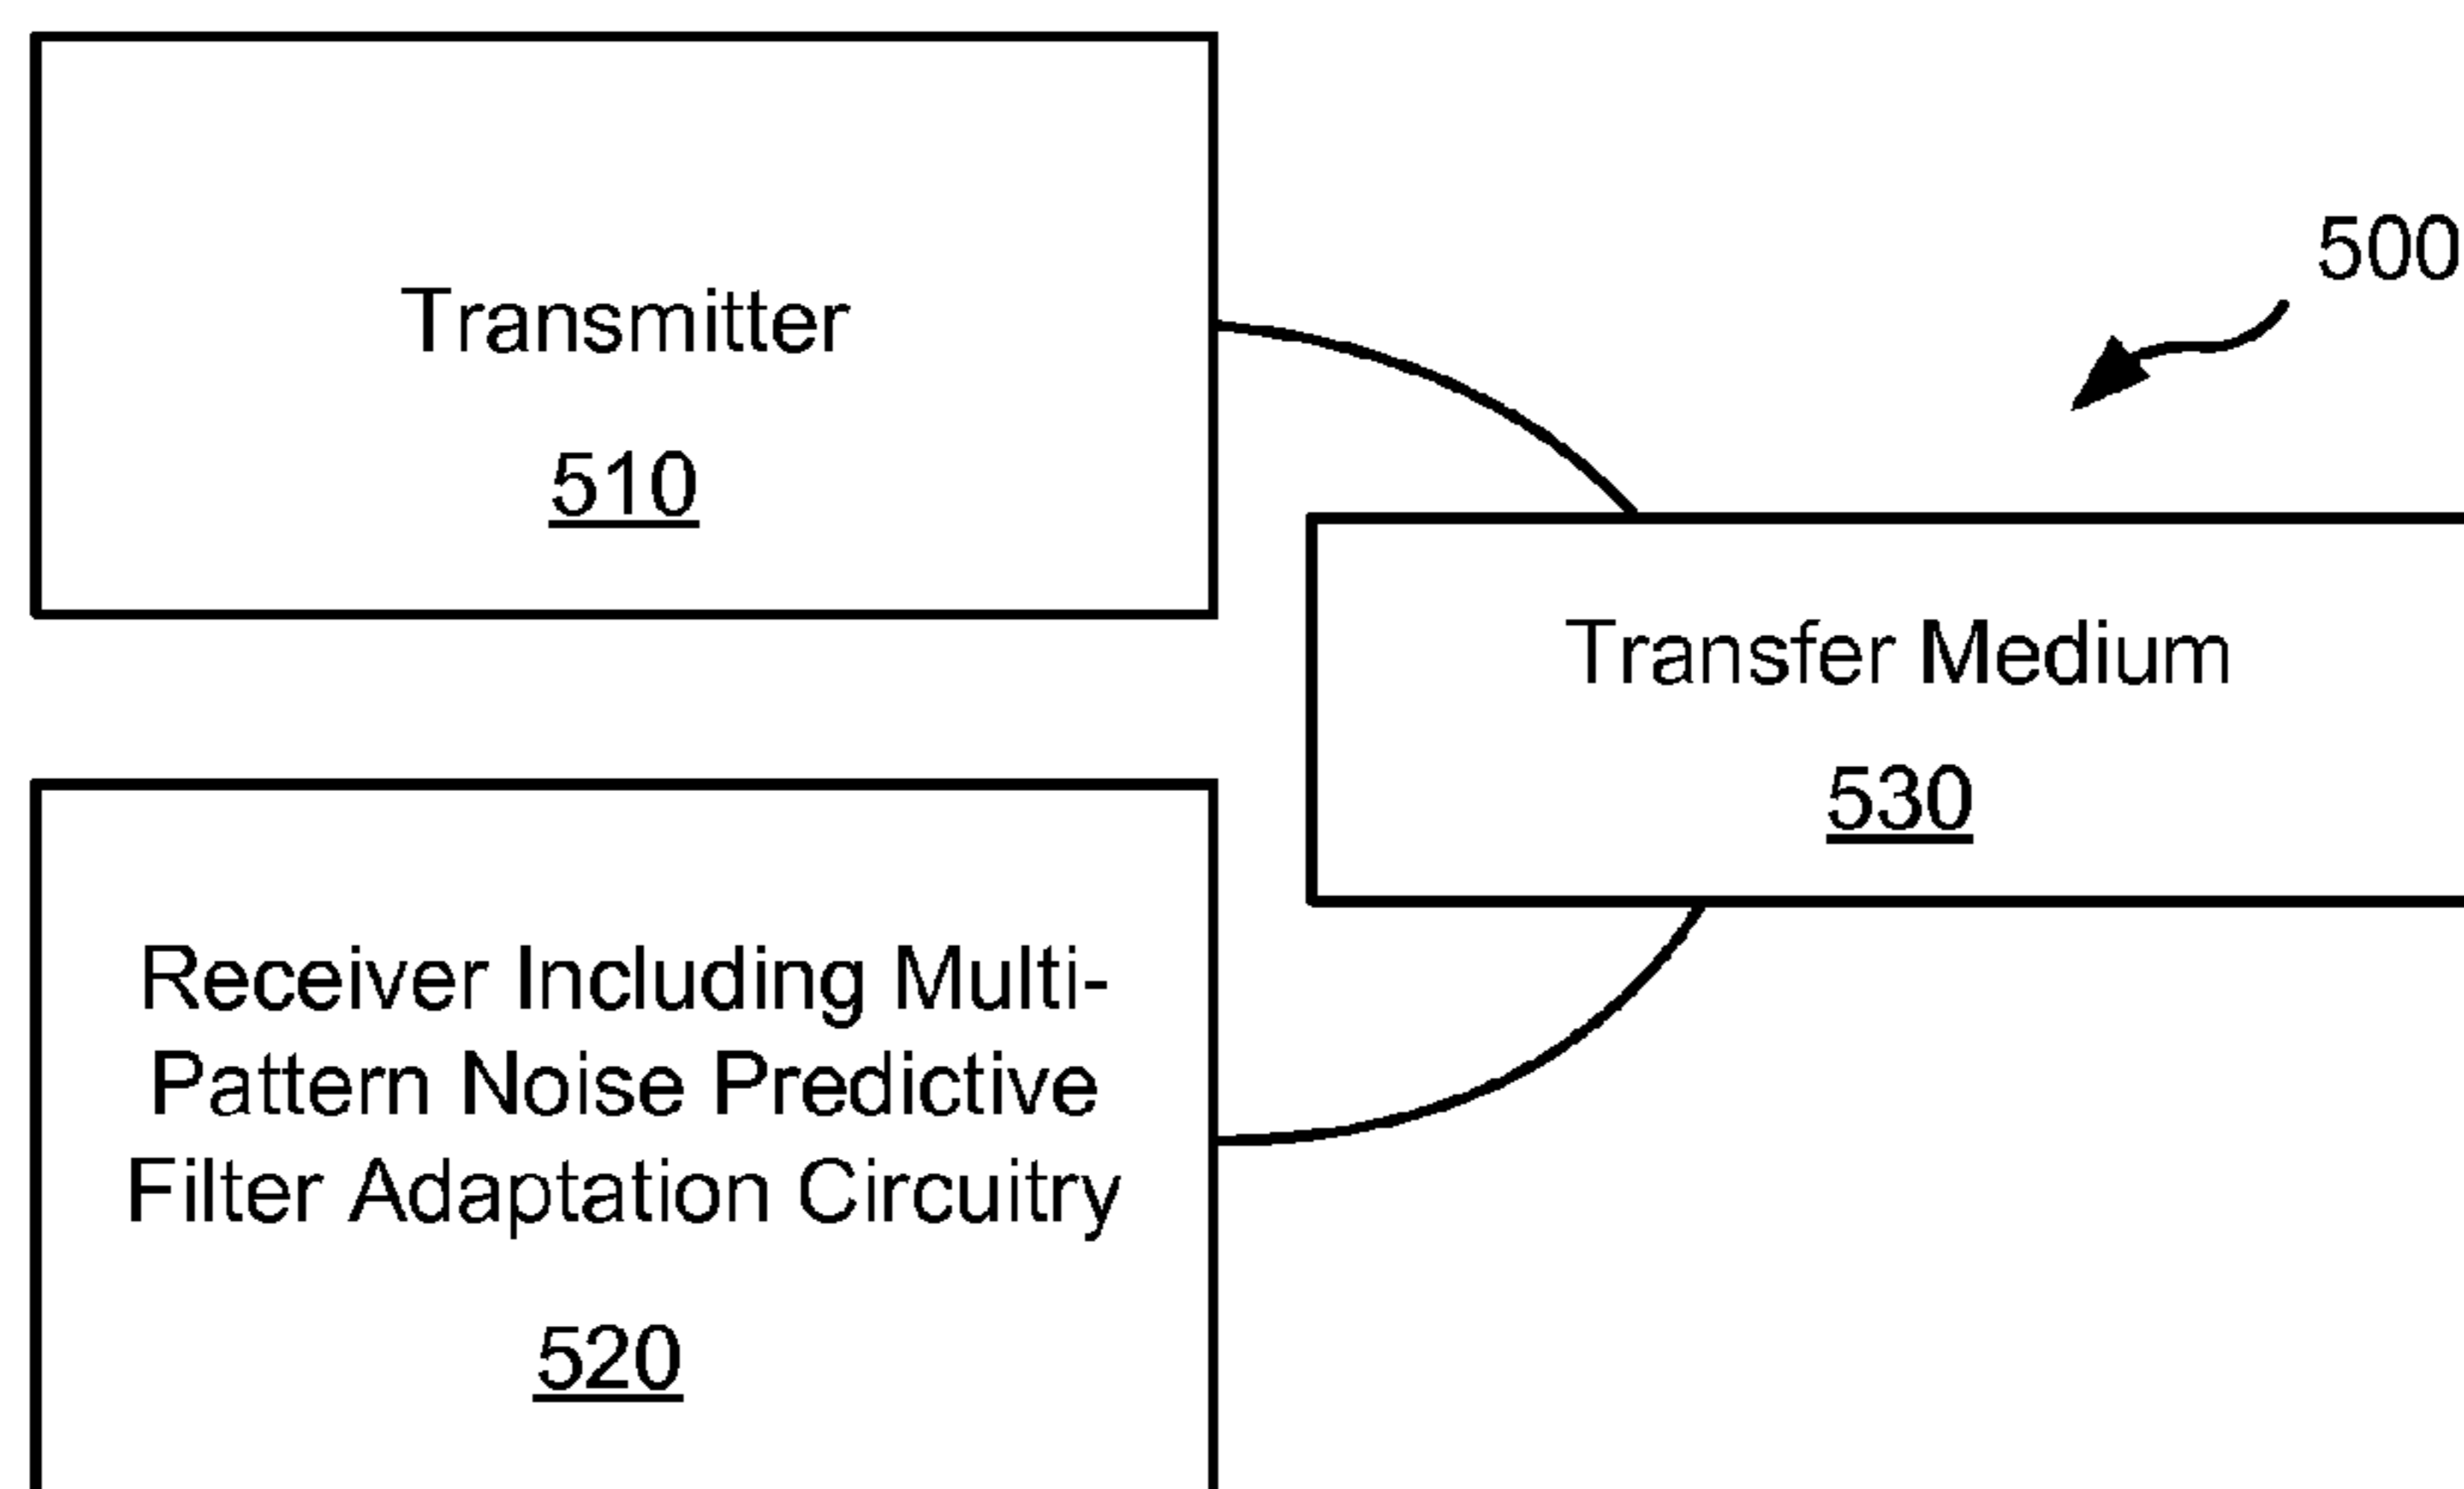 Transmitter
510
500
Transfer Medium
530
Receiver Including Multi-
Pattern Noise Predictive
Filter Adaptation Circuitry
520